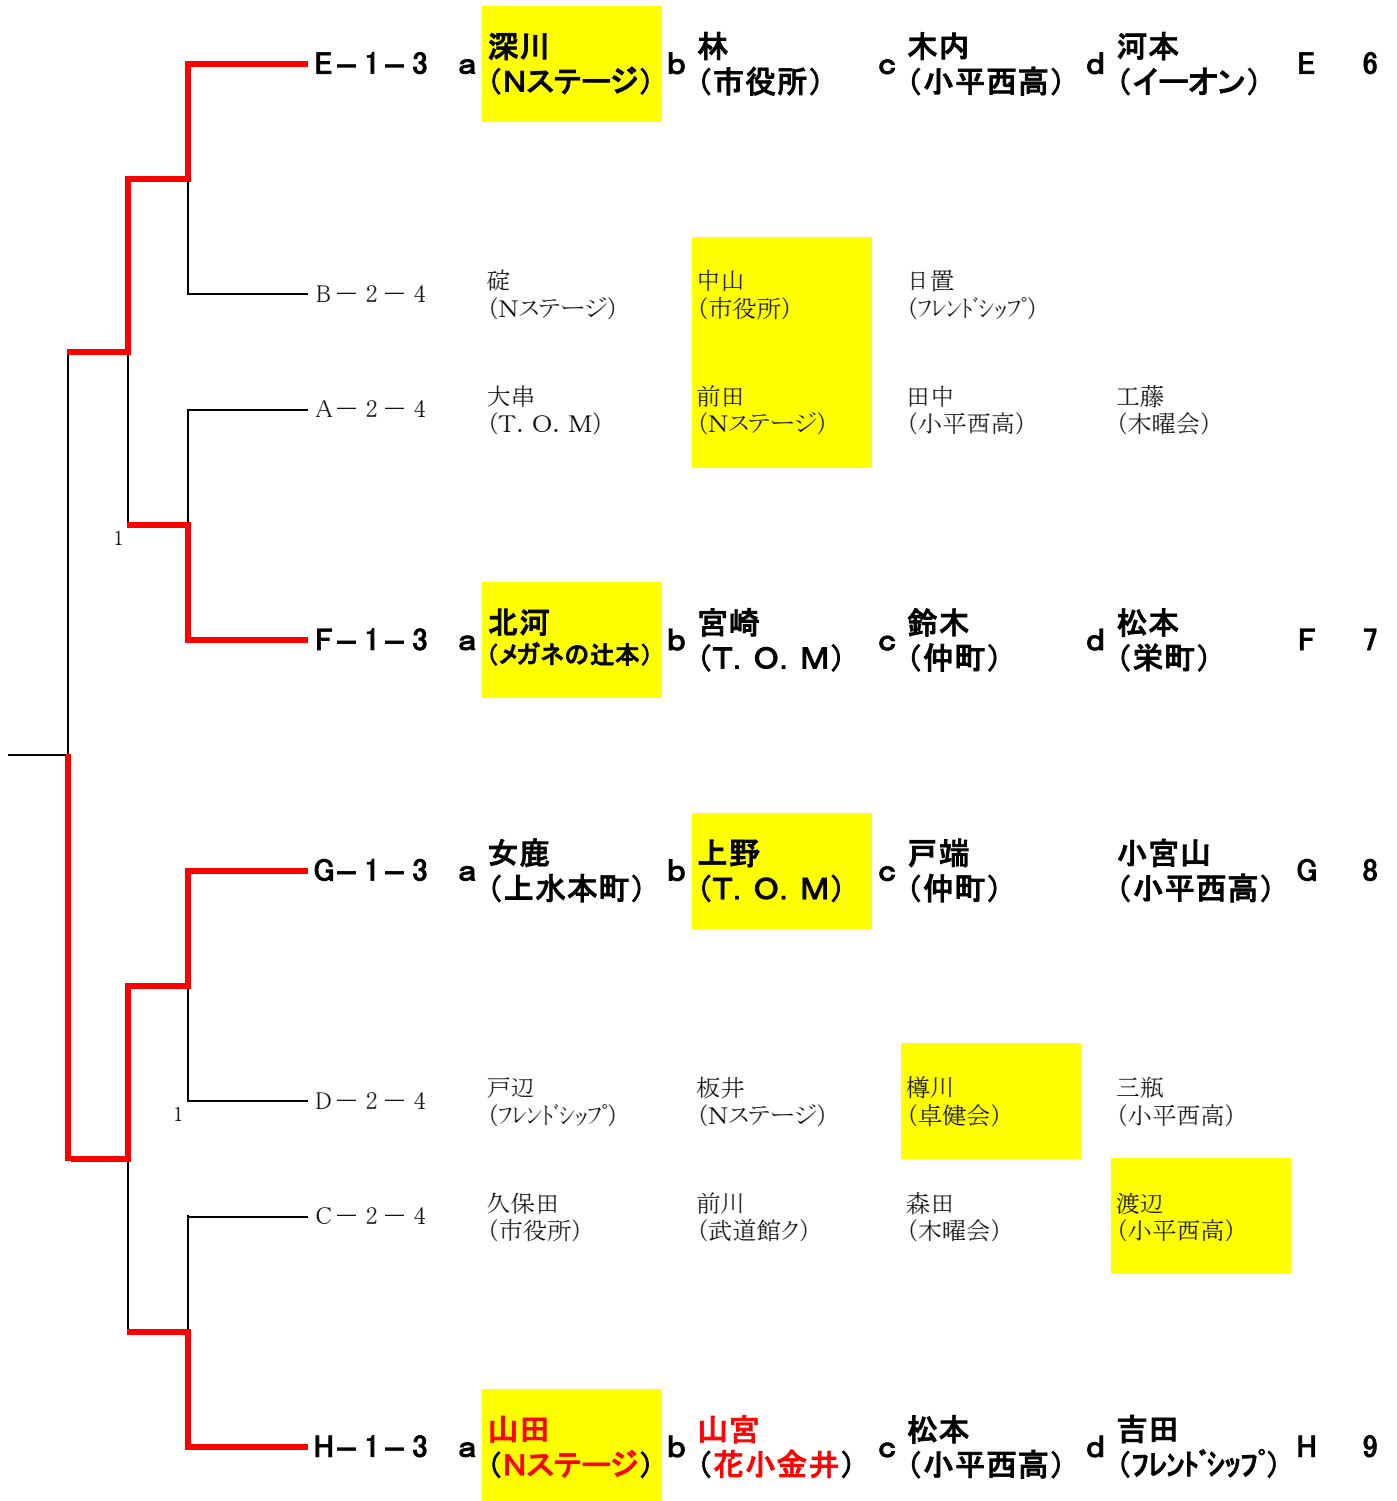 E－1－3 a 深川 b 林 c 木内 d 河本 E 6
（Nステージ） （市役所） （小平西高） （イーオン）
B－2－4 碇 中山 日置
（Nステージ） （市役所） （ﾌﾚﾝﾄﾞｼｯﾌﾟ）
A－2－4 大串 前田 田中 工藤
（T．O．M） （Nステージ） （小平西高） （木曜会）
1
F－1－3 a 北河 b 宮崎 c 鈴木 d 松本 F 7
（メガネの辻本） （T．O．M） （仲町） （栄町）
G－1－3 a 女鹿 b 上野 c 戸端 小宮山 G 8
（上水本町） （T．O．M） （仲町） （小平西高）
D－2－4 戸辺 板井 樽川 三瓶
（ﾌﾚﾝﾄﾞｼｯﾌﾟ） （Nステージ） （卓健会） （小平西高）
1
C－2－4 久保田 前川 森田 渡辺
（市役所） （武道館ク） （木曜会） （小平西高）
H－1－3 a 山田 b 山宮 c 松本 d 吉田 H 9
（Nステージ） （花小金井） （小平西高） （ﾌﾚﾝﾄﾞｼｯﾌﾟ）